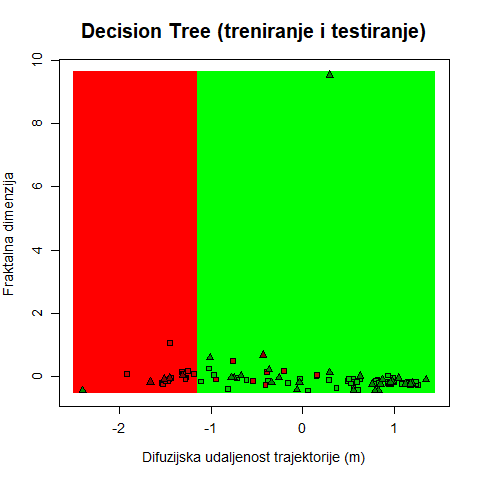 Decision Tree (treniranje i testiranje)
10
8
6
4
2
0
Fraktalna dimenzija
-2 -1 0 1
Difuzijska udaljenost trajektorije (m)